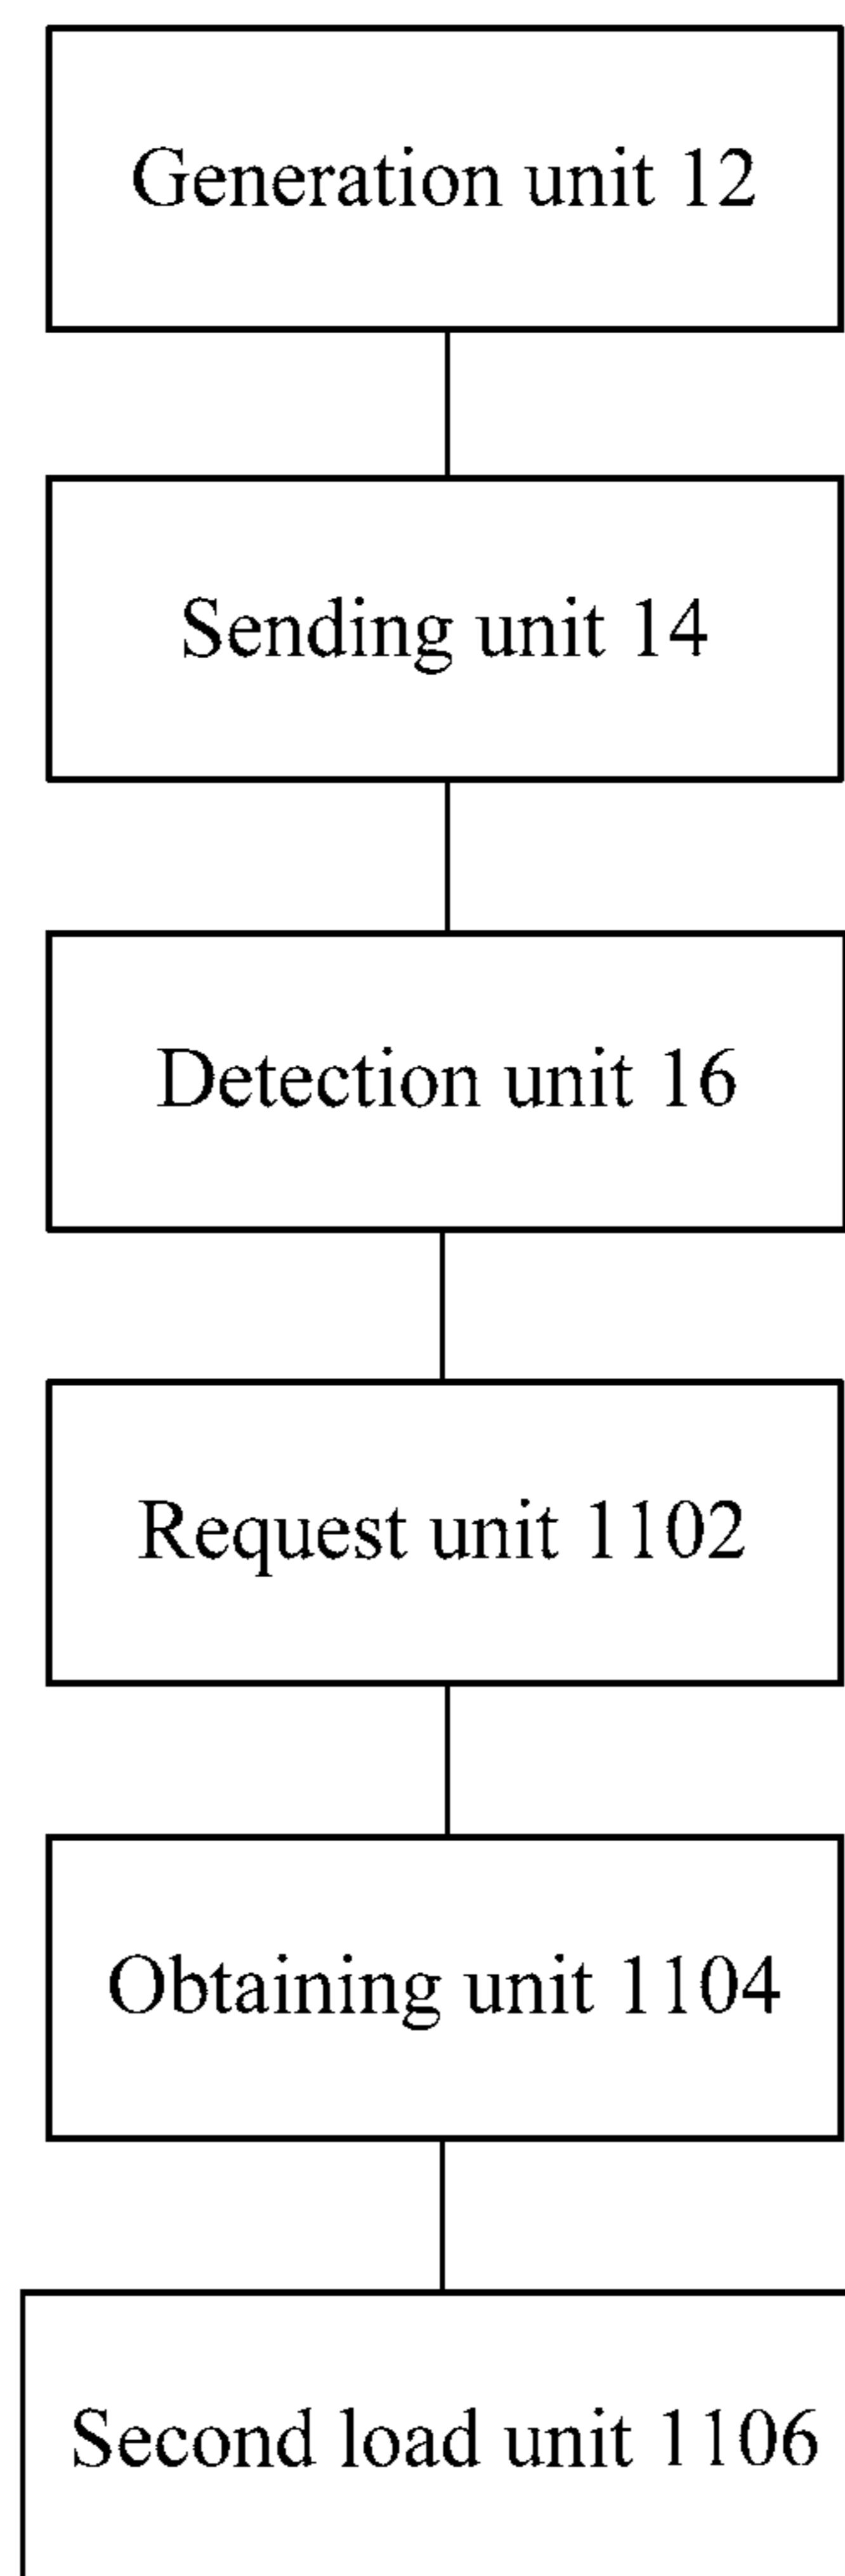 Generation unit 12
Sending unit 14
Detection unit 16
Request unit 1102
Obtaining unit 1104
Second load unit 1106